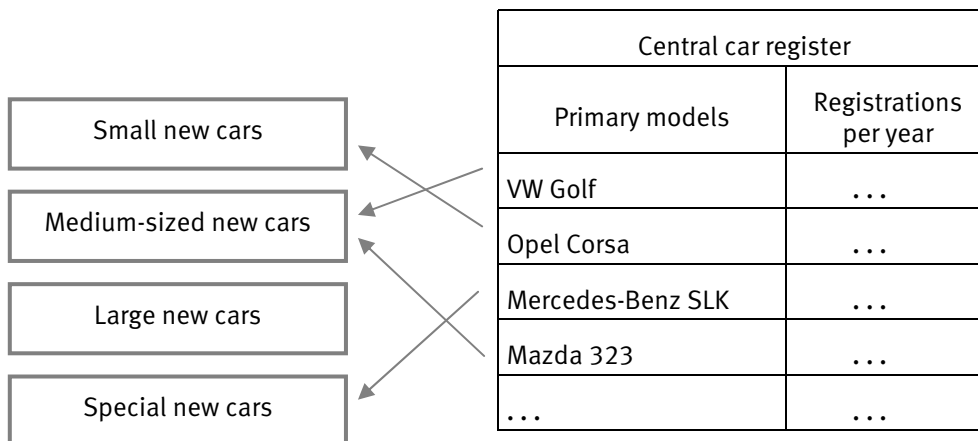 Small new cars
Medium-sized new cars
Large new cars
Special new cars
Central car register
Primary models
Registrations
per year
VW Golf
...
Opel Corsa
...
Mercedes-Benz SLK
...
Mazda 323
...
...
...